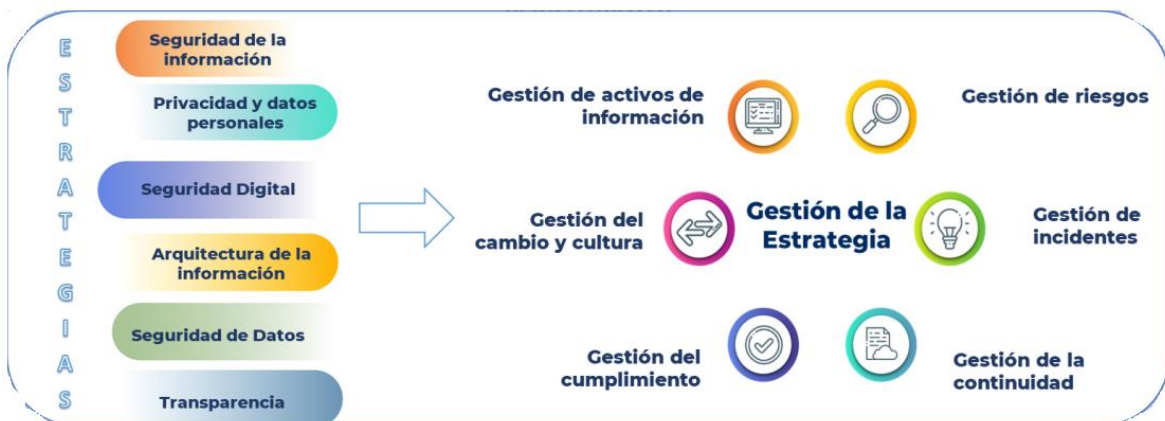 ESTRATEGIAS
Seguridad de la
información
Privacidad y datos
personales
Seguridad Digital
Arquitectura de la
información
Seguridad de Datos
Transparencia
Gestión de activos de
información
Gestión de riesgos
Gestión del
cambio y cultura
Gestión de la
Estrategia
Gestión de
incidentes
Gestión del
cumplimiento
Gestión de la
continuidad